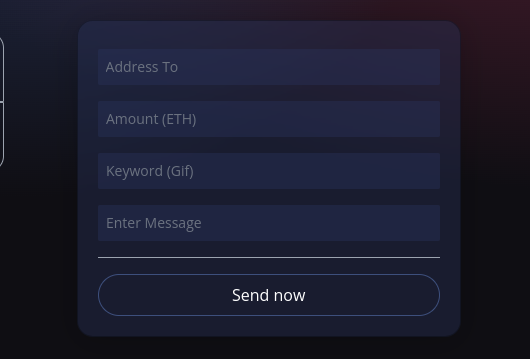 Address To
Amount (ETH)
Keyword (Gif)
Enter Message
Send now